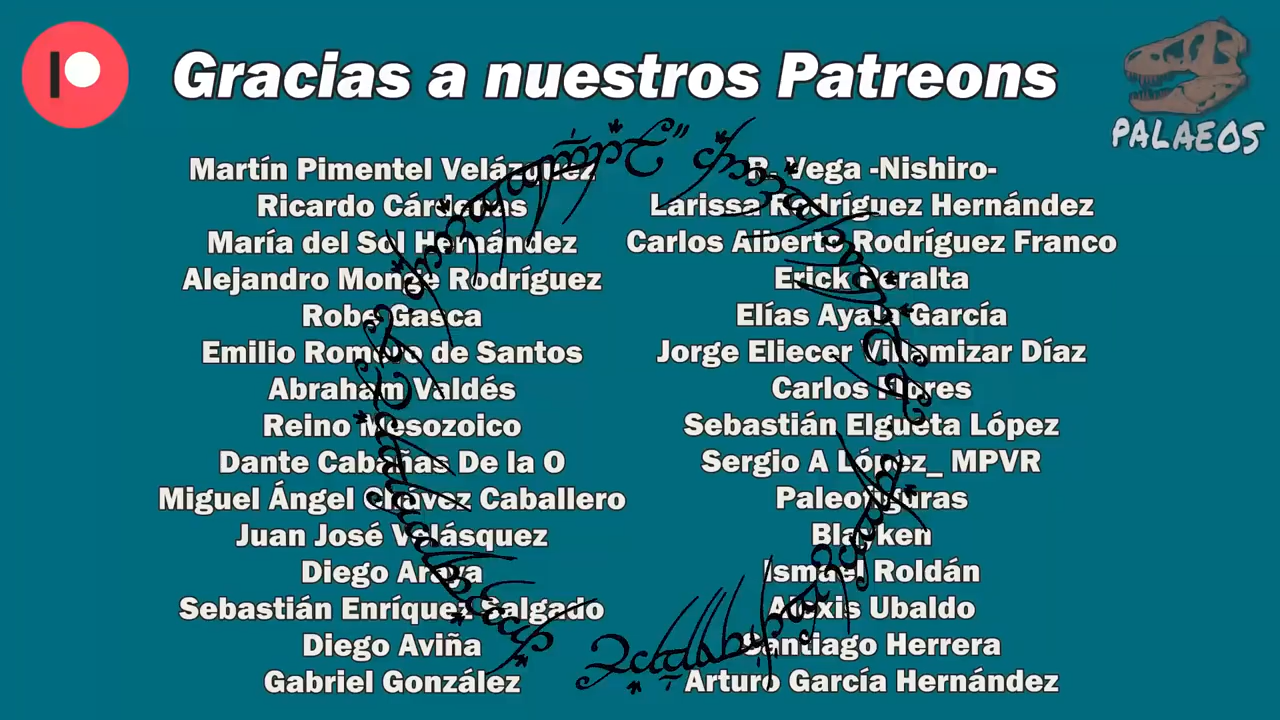 Gracias a nuestros Patreons
PALAEOS
Martín Pimentel Velázquez
Ricardo Cárdenas
María del Sol Hernández
Alejandro Monge Rodríguez
Robe Gasca
Emilio Romero de Santos
Abraham Valdés
Reino Mesozoico
Dante Cabañas De la O
Miguel Ángel Chávez Caballero
Juan José Velásquez
Diego Araya
Sebastián Enríquez Salgado
Diego Aviña
Gabriel González
R. Vega -Nishiro-
Larissa Rodríguez Hernández
Carlos Alberto Rodríguez Franco
Erick Peralta
Elías Ayala García
Jorge Eliecer Villamizar Díaz
Carlos Flores
Sebastián Elgueta López
Sergio A López_ MPVR
Paleofiguras
Blayken
Ismael Roldán
Alexis Ubaldo
Santiago Herrera
Arturo García Hernández